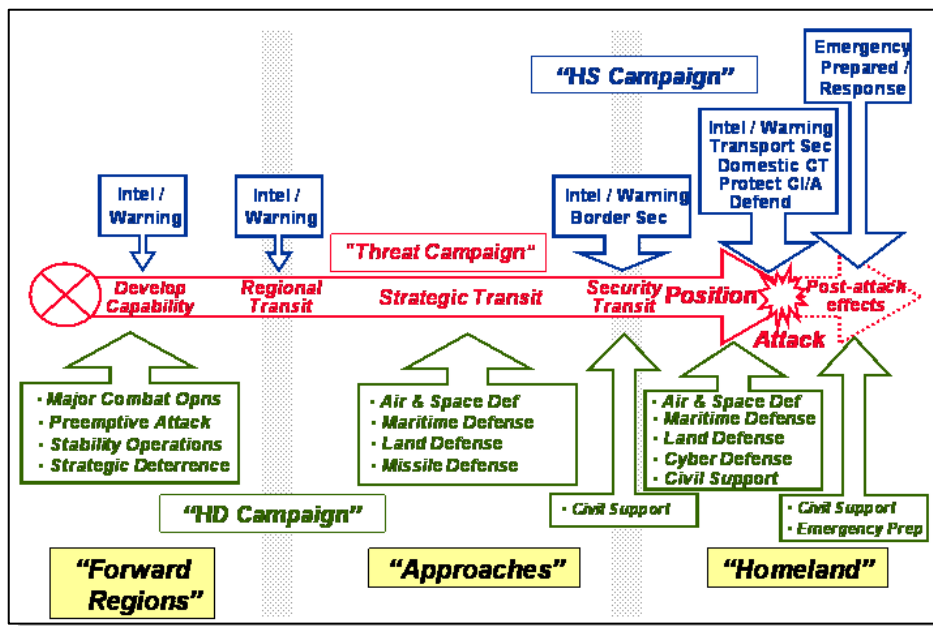 Emergency
Prepared /
Response
“HS Campaign”
Intel / Warning
Transport Sec
Domestic CT
Protect CI/A
Defend
Intel /
Warning
Intel /
Warning
Intel / Warning
Border Sec
"Threat Campaign"
Develop
Capability
Regional
Transit
Strategic Transit
Security
Transit
Position
Attack
Post-attack
effects
· Major Combat Opns
· Preemptive Attack
· Stability Operations
· Strategic Deterrence
· Air & Space Def
· Maritime Defense
· Land Defense
· Missile Defense
· Civil Support
· Air & Space Def
· Maritime Defense
· Land Defense
· Cyber Defense
· Civil Support
· Civil Support
· Emergency Prep
“HD Campaign”
“Forward
Regions”
“Approaches”
“Homeland”